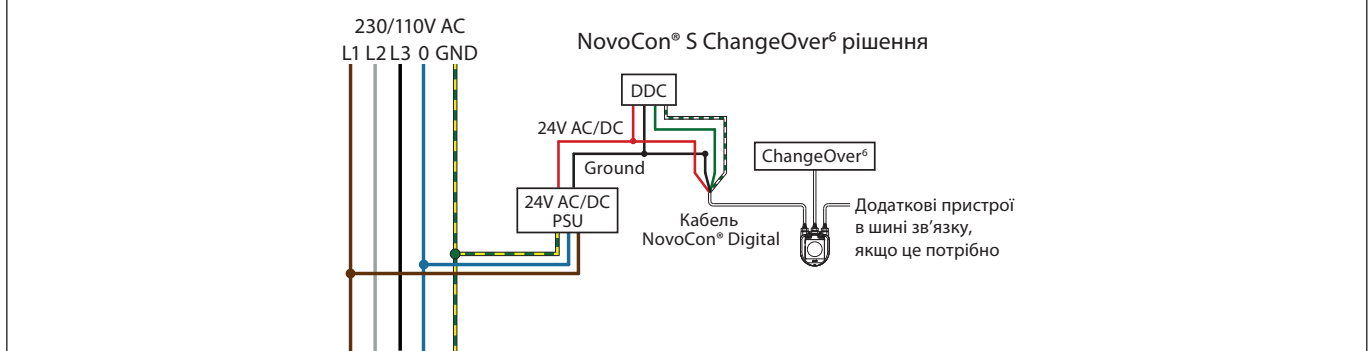 230/110V AC
L1 L2 L3 0 GND
NovoCon® S ChangeOver⁶ рішення
DDC
24V AC/DC
Ground
24V AC/DC
PSU
Кабель
NovoCon® Digital
ChangeOver⁶
Додаткові пристрої
в шині зв’язку,
якщо це потрібно